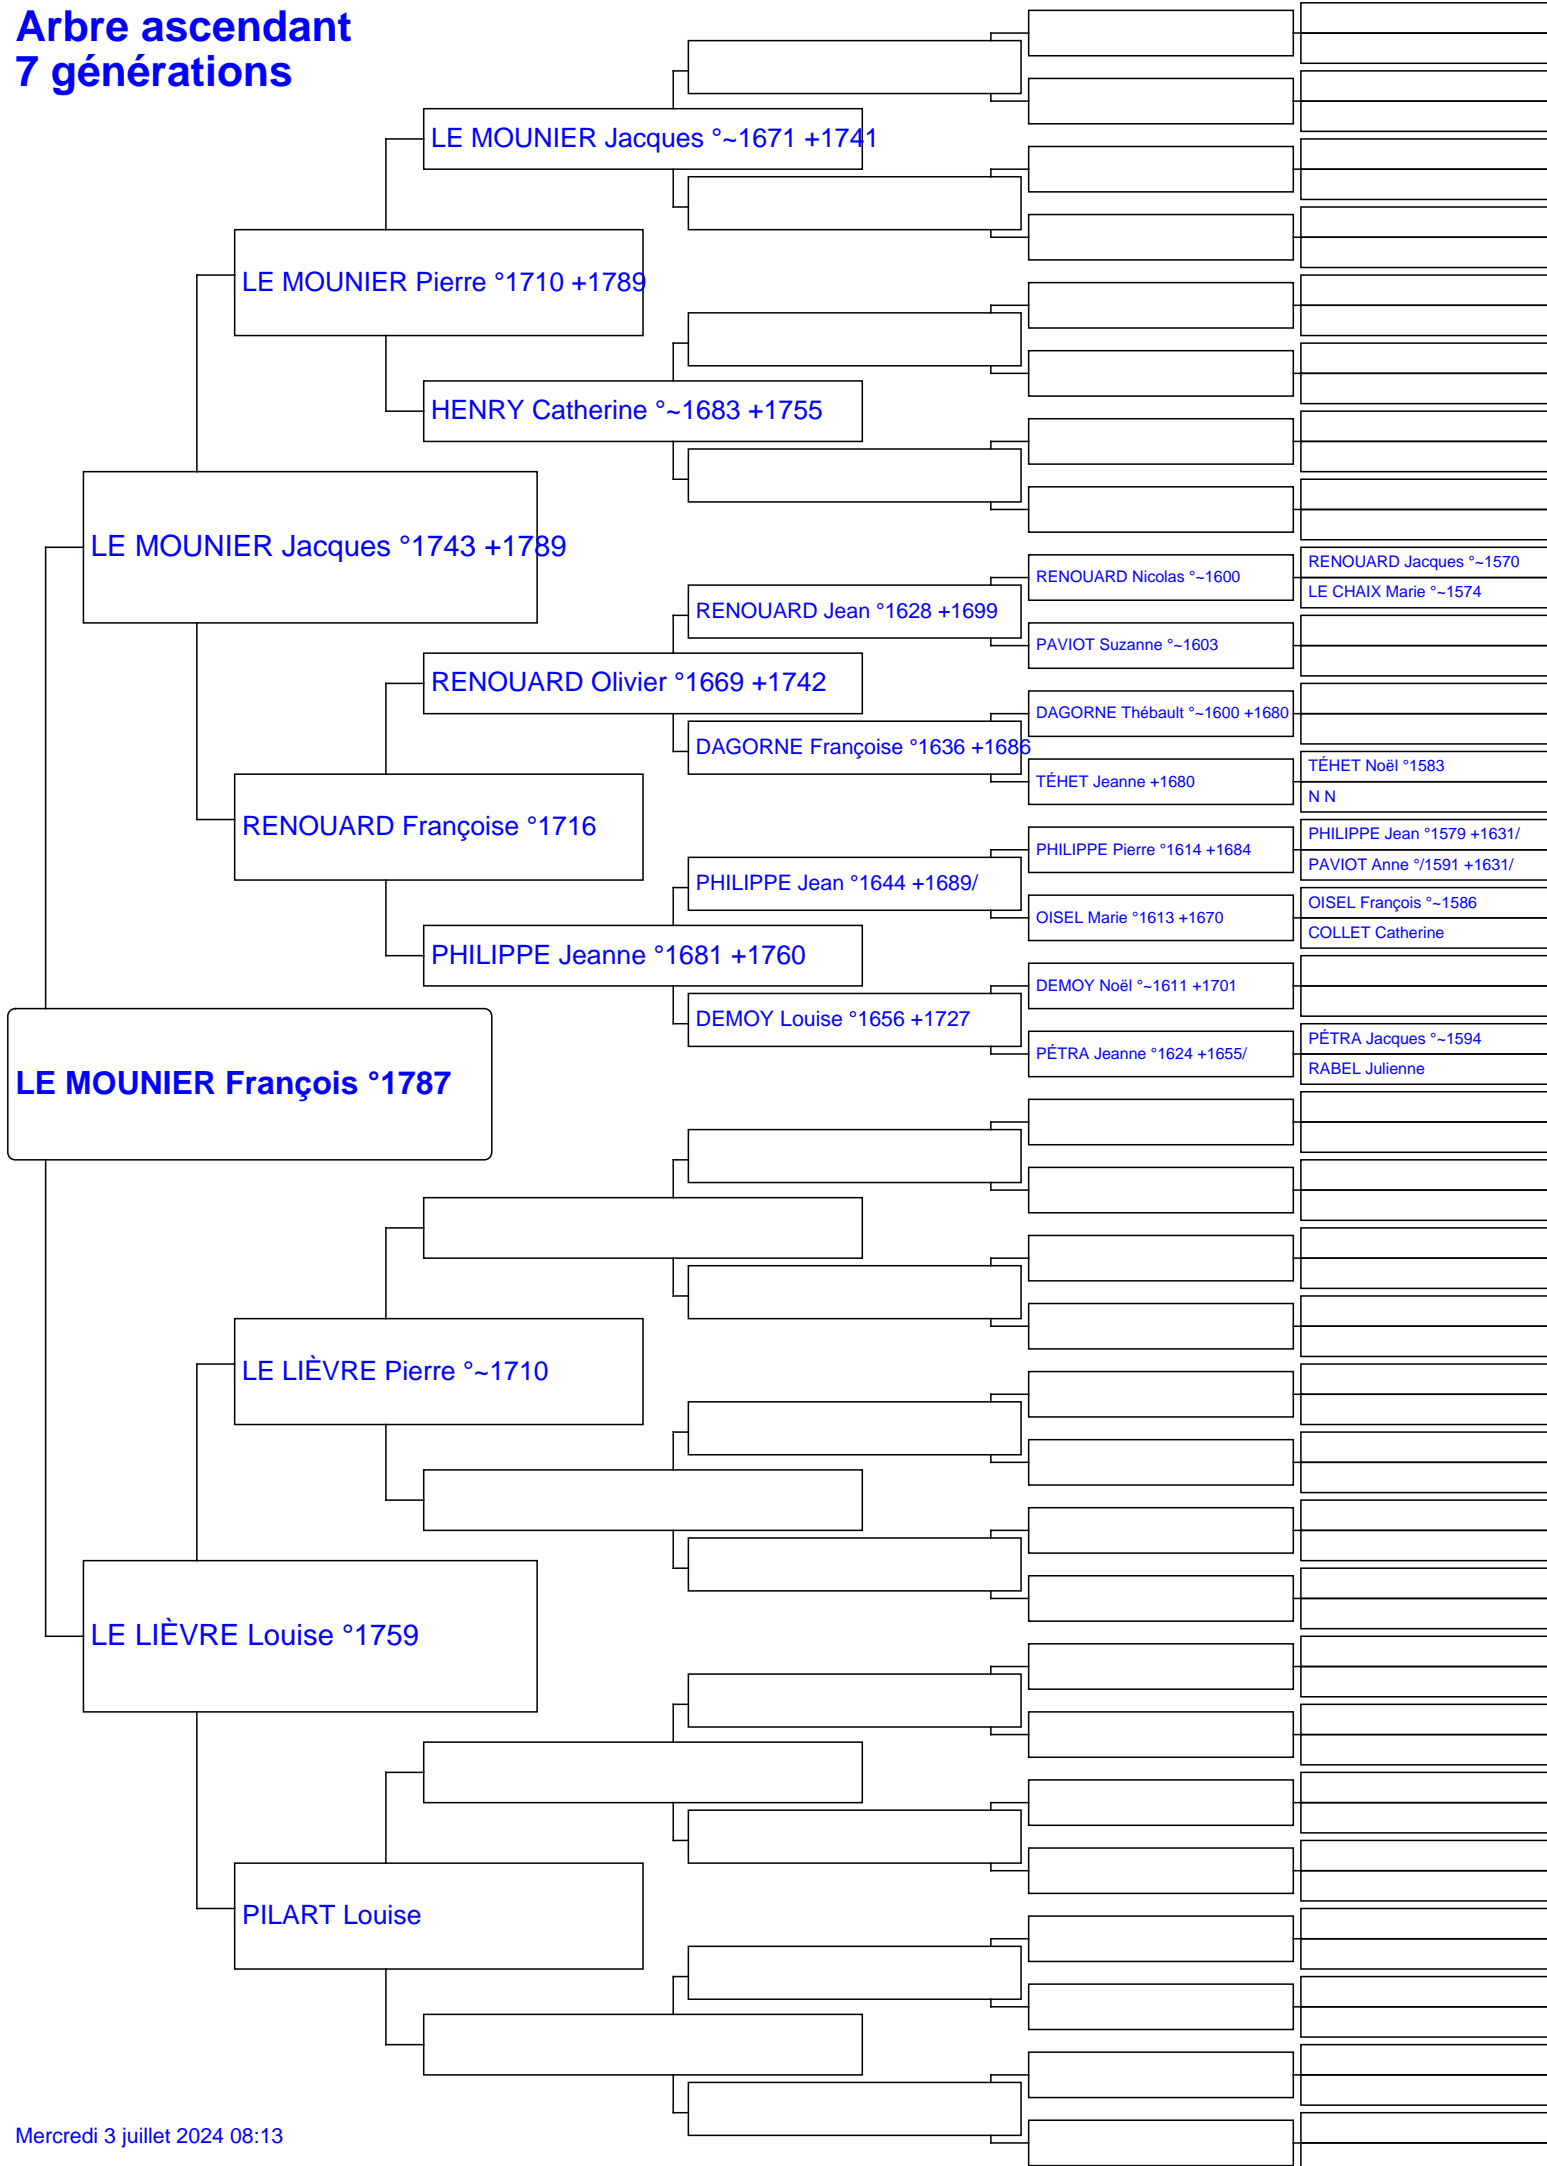 Arbre ascendant
7 générations
LE MOUNIER Jacques °~1671 +1741
LE MOUNIER Pierre °1710 +1789
HENRY Catherine °~1683 +1755
LE MOUNIER Jacques °1743 +1789
RENOUARD Jacques °~1570
RENOUARD Nicolas °~1600
LE CHAIX Marie °~1574
RENOUARD Jean °1628 +1699
PAVIOT Suzanne °~1603
RENOUARD Olivier °1669 +1742
DAGORNE Thébault °~1600 +1680
DAGORNE Françoise °1636 +1686
TÉHET Noël °1583
TÉHET Jeanne +1680
N N
RENOUARD Françoise °1716
PHILIPPE Jean °1579 +1631/
PHILIPPE Pierre °1614 +1684
PAVIOT Anne °/1591 +1631/
PHILIPPE Jean °1644 +1689/
OISEL François °~1586
OISEL Marie °1613 +1670
COLLET Catherine
PHILIPPE Jeanne °1681 +1760
DEMOY Noël °~1611 +1701
DEMOY Louise °1656 +1727
PÉTRA Jacques °~1594
PÉTRA Jeanne °1624 +1655/
RABEL Julienne
LE MOUNIER François °1787
LE LIÈVRE Pierre °~1710
LE LIÈVRE Louise °1759
PILART Louise
Mercredi 3 juillet 2024 08:13